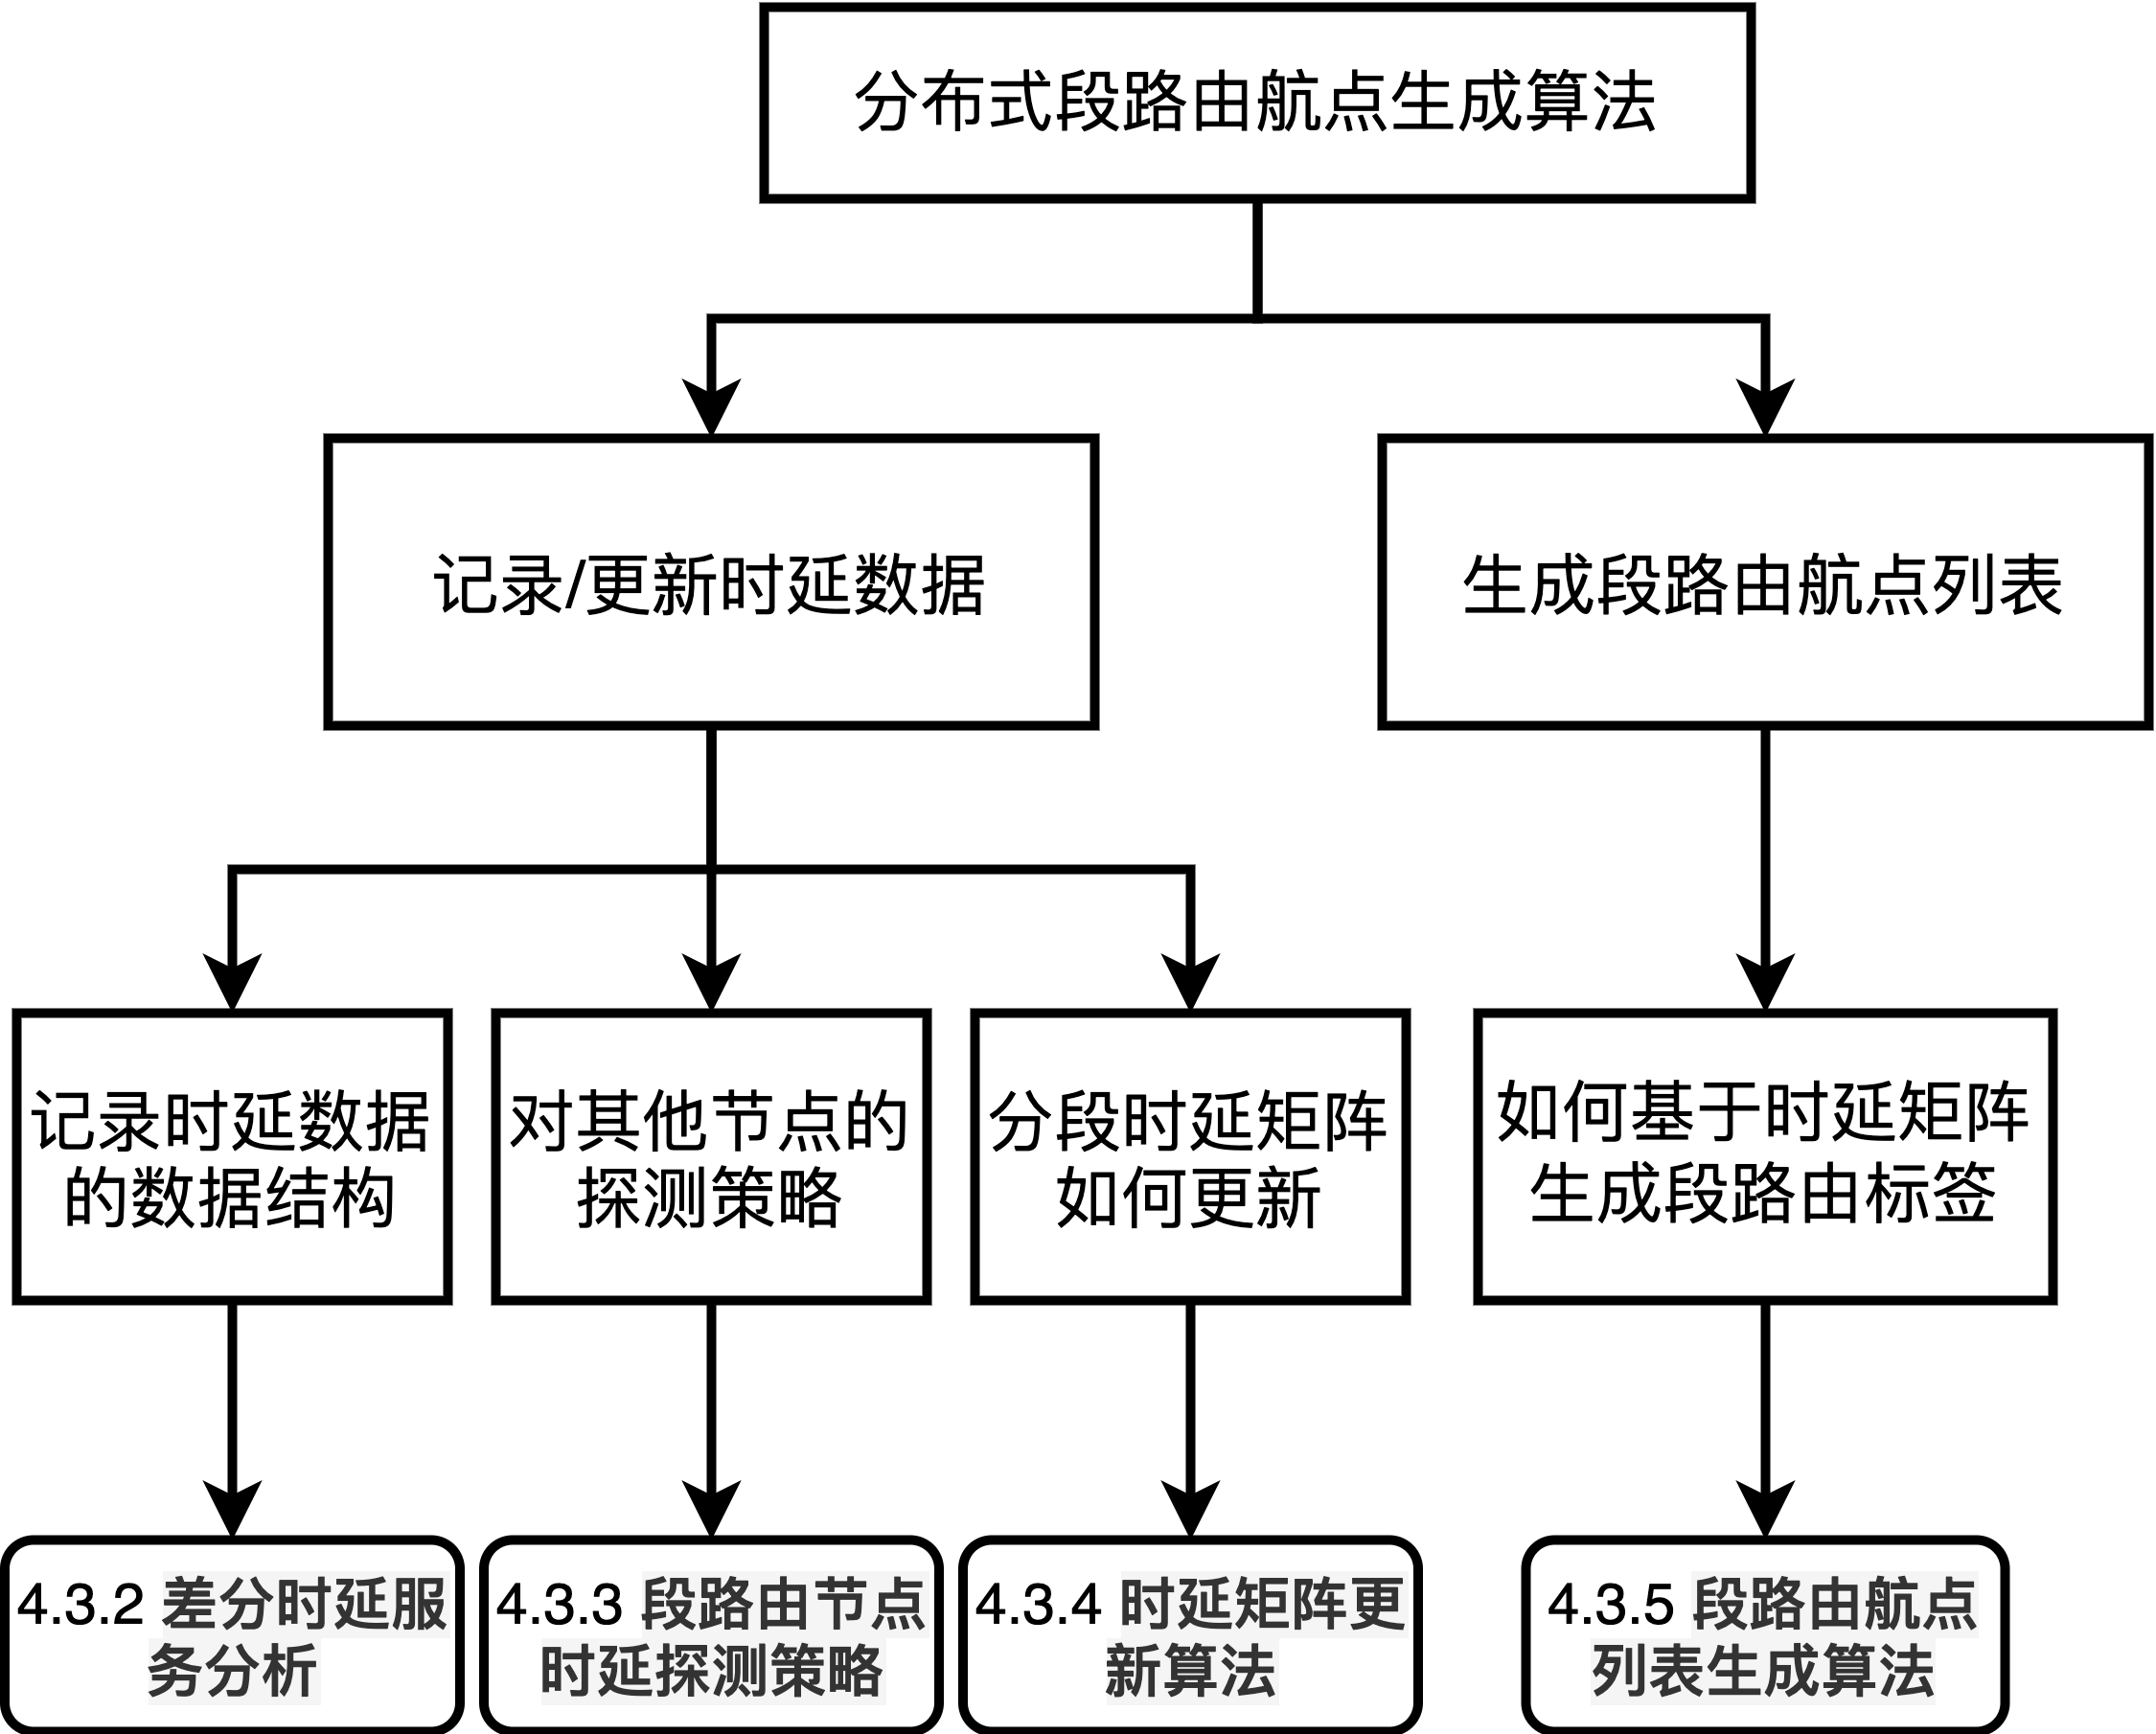 分布式段路由航点生成算法
记录/更新时延数据
生成段路由航点列表
记录时延数据
的数据结构
对其他节点的
探测策略
分段时延矩阵
如何更新
如何基于时延矩阵
生成段路由标签
4.3.2 差分时延服
务分析
4.3.3 段路由节点
时延探测策略
4.3.4 时延矩阵更
新算法
4.3.5 段路由航点
列表生成算法